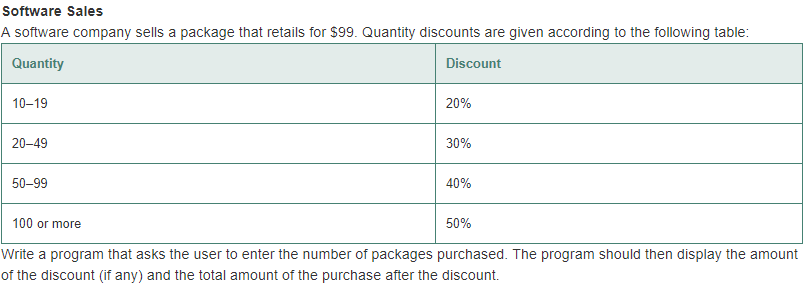 Software Sales
A software company sells a package that retails for $99. Quantity discounts are given according to the following table:
Quantity Discount
10–19 20%
20–49 30%
50–99 40%
100 or more 50%
Write a program that asks the user to enter the number of packages purchased. The program should then display the amount
of the discount (if any) and the total amount of the purchase after the discount.